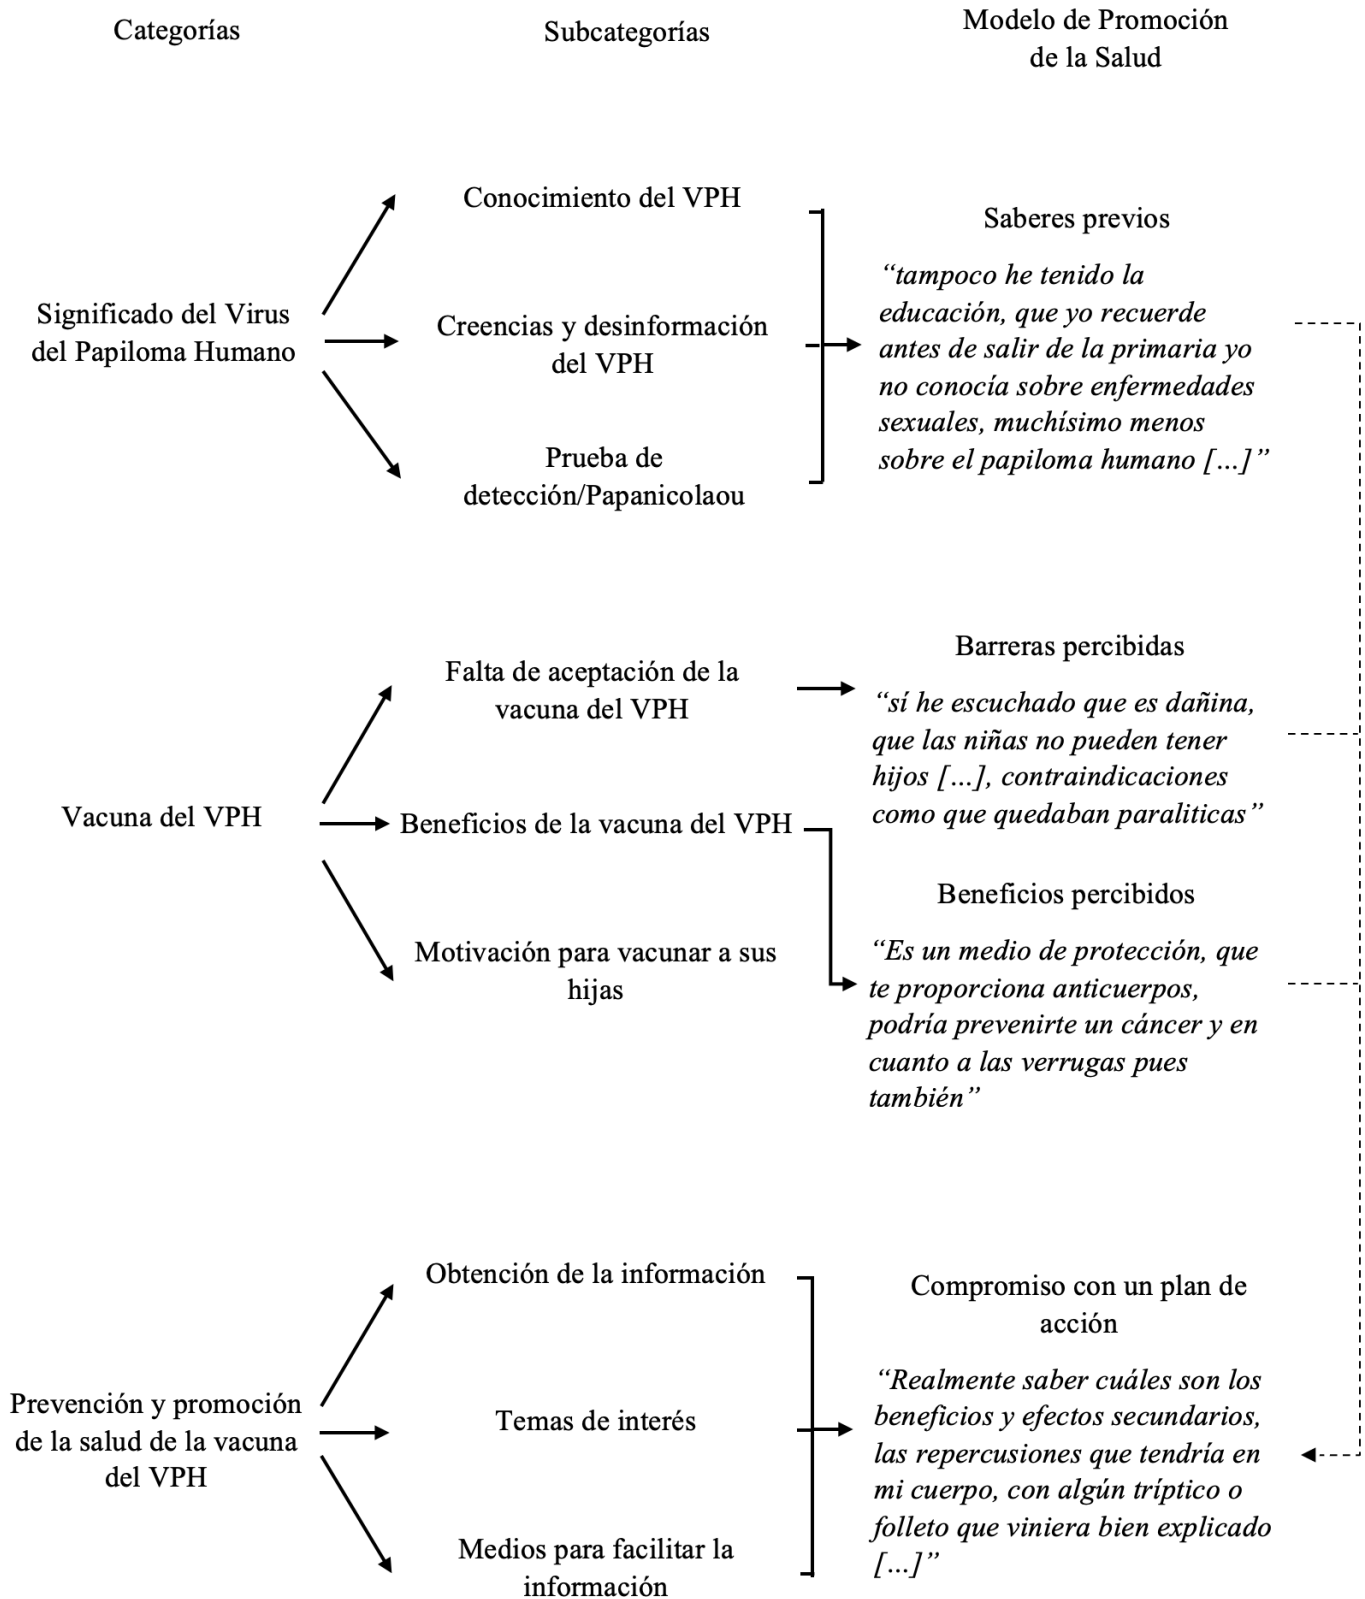 Categorías
Subcategorías
Modelo de Promoción
de la Salud
Significado del Virus
del Papiloma Humano
Conocimiento del VPH
Creencias y desinformación
del VPH
Prueba de
detección/Papanicolaou
Saberes previos
“tampoco he tenido la
educación, que yo recuerde
antes de salir de la primaria yo
no conocía sobre enfermedades
sexuales, muchísimo menos
sobre el papiloma humano [...]”
Vacuna del VPH
Falta de aceptación de la
vacuna del VPH
Beneficios de la vacuna del VPH
Motivación para vacunar a sus
hijas
Barreras percibidas
“sí he escuchado que es dañina,
que las niñas no pueden tener
hijos [...], contraindicaciones
como que quedaban paraliticas”
Beneficios percibidos
“Es un medio de protección, que
te proporciona anticuerpos,
podría prevenirte un cáncer y en
cuanto a las verrugas pues
también”
Prevención y promoción
de la salud de la vacuna
del VPH
Obtención de la información
Temas de interés
Medios para facilitar la
información
Compromiso con un plan de
acción
“Realmente saber cuáles son los
beneficios y efectos secundarios,
las repercusiones que tendría en
mi cuerpo, con algún tríptico o
folleto que viniera bien explicado
[...]”